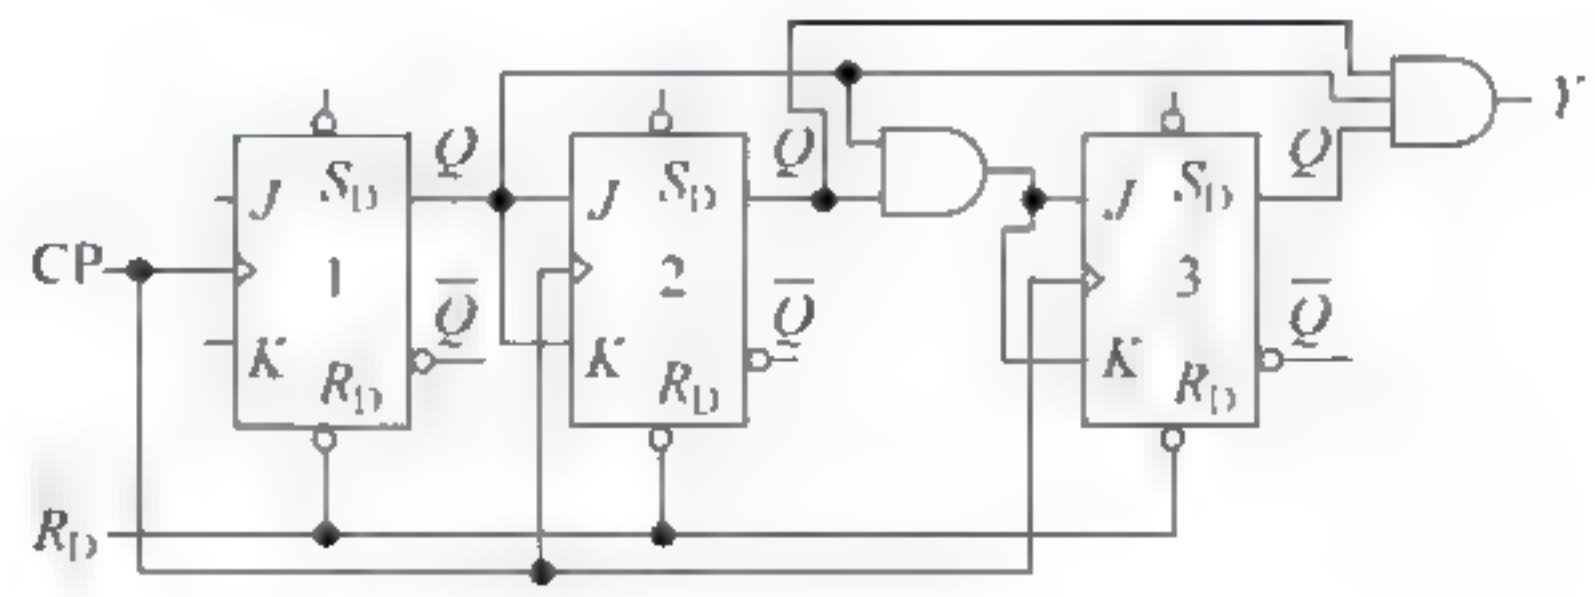 Y
Q Q Q
J S_D J S_D J S_D
CP 1 2 3
Q̅ Q̅ Q̅
K R_D K R_D K R_D
R_D